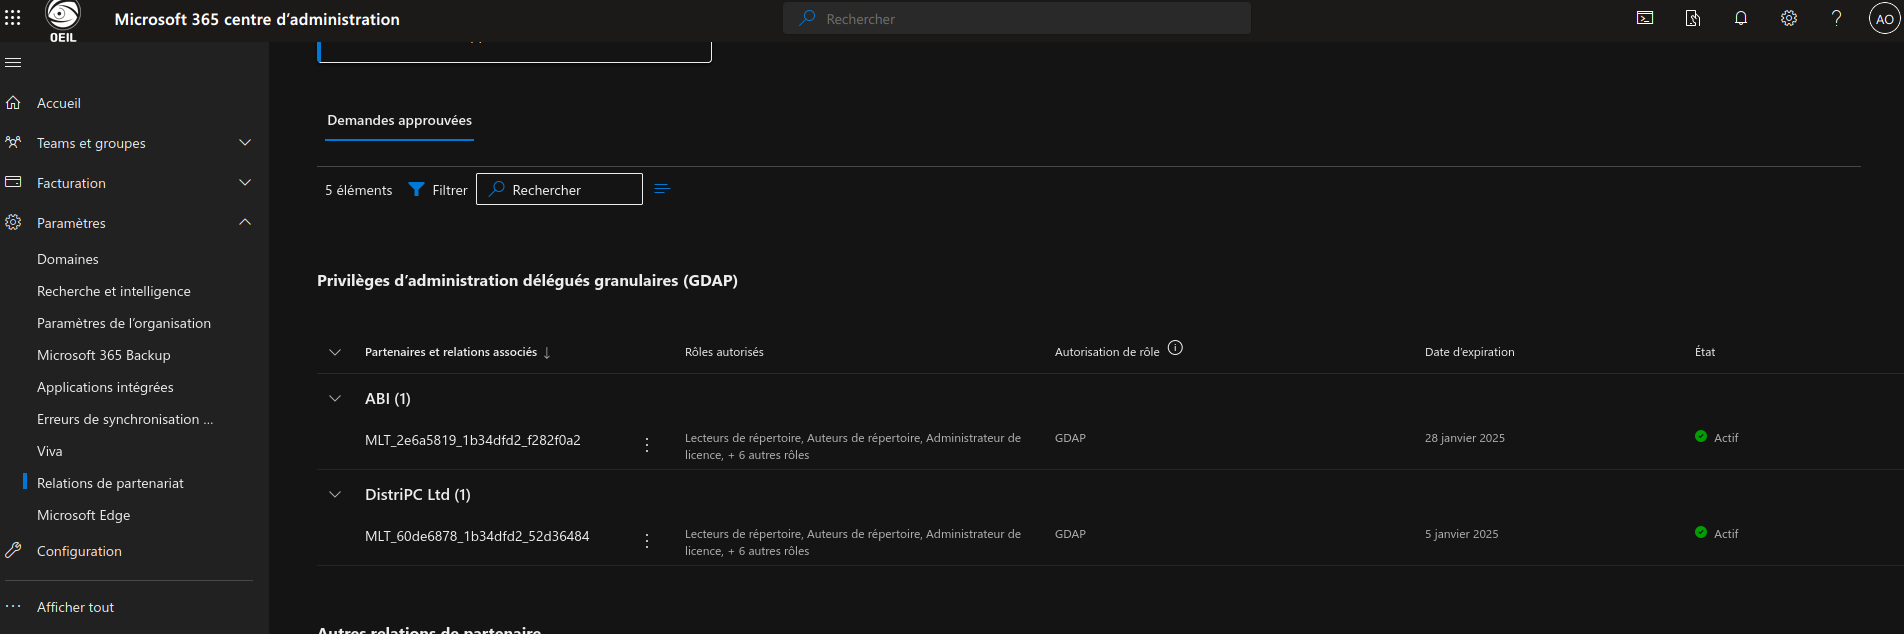 OEIL
Microsoft 365 centre d'administration
Rechercher
AO
Accueil
Teams et groupes
Facturation
Paramètres
Domaines
Recherche et intelligence
Paramètres de l'organisation
Microsoft 365 Backup
Applications intégrées
Erreurs de synchronisation ...
Viva
Relations de partenariat
Microsoft Edge
Configuration
Afficher tout
Demandes approuvées
5 éléments
Filtrer
Rechercher
Privilèges d'administration délégués granulaires (GDAP)
Partenaires et relations associés ↓
Rôles autorisés
Autorisation de rôle
Date d'expiration
État
ABI (1)
MLT_2e6a5819_1b34dfd2_f282f0a2
Lecteurs de répertoire, Auteurs de répertoire, Administrateur de
licence, + 6 autres rôles
GDAP
28 janvier 2025
Actif
DistriPC Ltd (1)
MLT_60de6878_1b34dfd2_52d36484
Lecteurs de répertoire, Auteurs de répertoire, Administrateur de
licence, + 6 autres rôles
GDAP
5 janvier 2025
Actif
Autres relations de partenaire